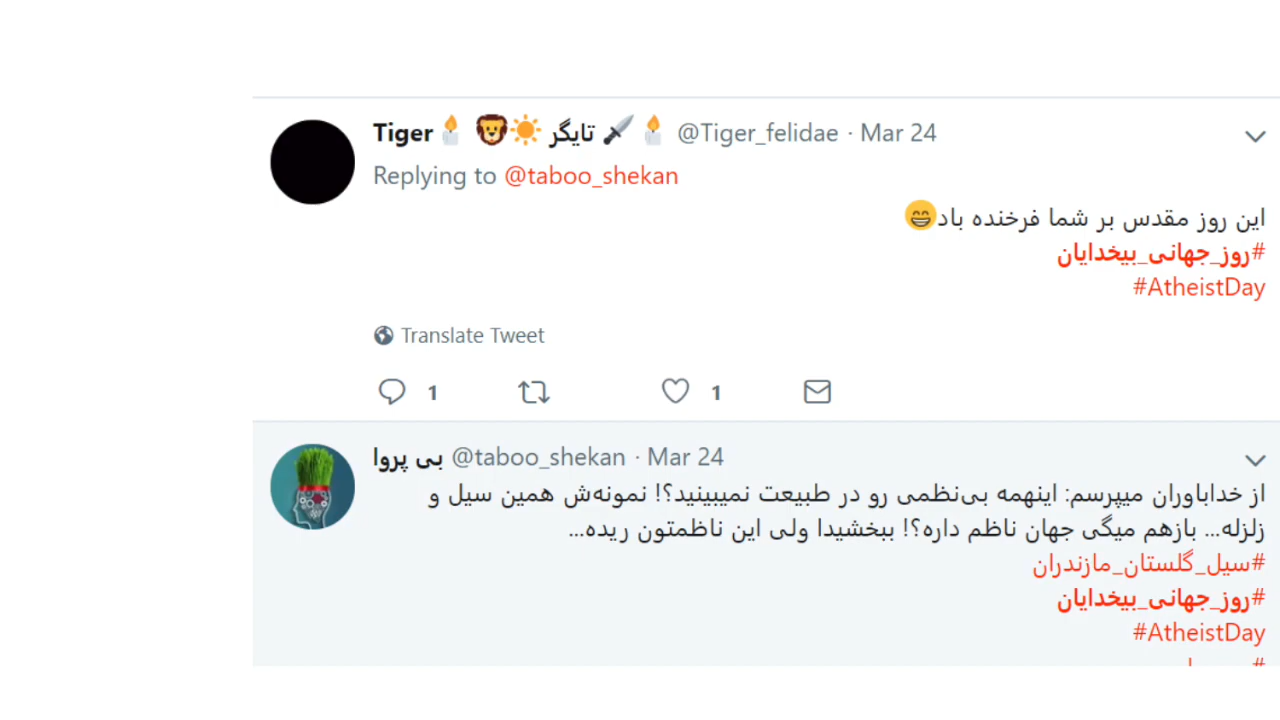 Tiger🕯️ 🦁☀️ تایگر 🗡️🕯️ @Tiger_felidae · Mar 24
Replying to @taboo_shekan
این روز مقدس بر شما فرخنده باد😁
#روز_جهانی_بیخدایان
#AtheistDay
Translate Tweet
1 1
بی پروا @taboo_shekan · Mar 24
از خداباوران میپرسم: اینهمه بی‌نظمی رو در طبیعت نمیبینید؟! نمونه‌ش همین سیل و
زلزله... بازهم میگی جهان ناظم داره؟! ببخشیدا ولی این ناظمتون ریده...
#سیل_گلستان_مازندران
#روز_جهانی_بیخدایان
#AtheistDay